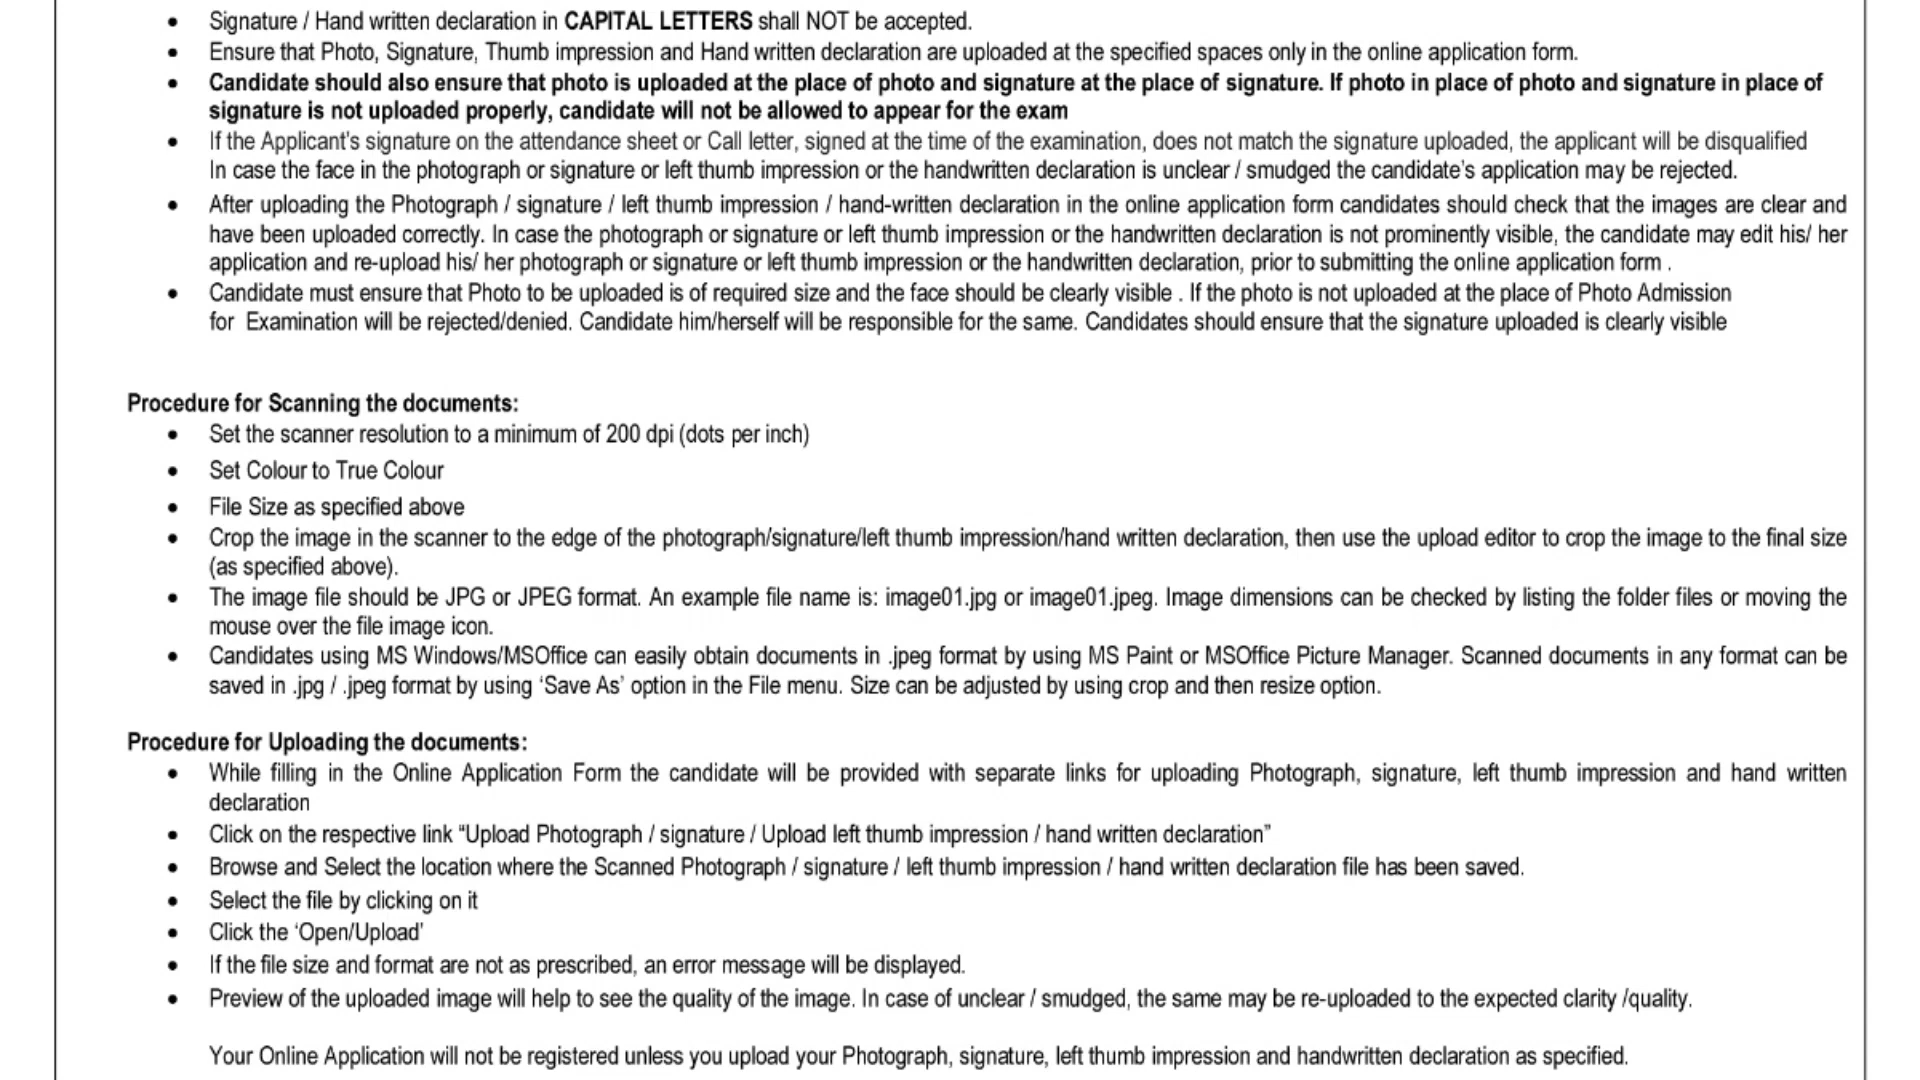 • Signature / Hand written declaration in CAPITAL LETTERS shall NOT be accepted.
• Ensure that Photo, Signature, Thumb impression and Hand written declaration are uploaded at the specified spaces only in the online application form.
• Candidate should also ensure that photo is uploaded at the place of photo and signature at the place of signature. If photo in place of photo and signature in place of
signature is not uploaded properly, candidate will not be allowed to appear for the exam
• If the Applicant's signature on the attendance sheet or Call letter, signed at the time of the examination, does not match the signature uploaded, the applicant will be disqualified
In case the face in the photograph or signature or left thumb impression or the handwritten declaration is unclear / smudged the candidate's application may be rejected.
• After uploading the Photograph / signature / left thumb impression / hand-written declaration in the online application form candidates should check that the images are clear and
have been uploaded correctly. In case the photograph or signature or left thumb impression or the handwritten declaration is not prominently visible, the candidate may edit his/ her
application and re-upload his/ her photograph or signature or left thumb impression or the handwritten declaration, prior to submitting the online application form .
• Candidate must ensure that Photo to be uploaded is of required size and the face should be clearly visible . If the photo is not uploaded at the place of Photo Admission
for Examination will be rejected/denied. Candidate him/herself will be responsible for the same. Candidates should ensure that the signature uploaded is clearly visible
Procedure for Scanning the documents:
• Set the scanner resolution to a minimum of 200 dpi (dots per inch)
• Set Colour to True Colour
• File Size as specified above
• Crop the image in the scanner to the edge of the photograph/signature/left thumb impression/hand written declaration, then use the upload editor to crop the image to the final size
(as specified above).
• The image file should be JPG or JPEG format. An example file name is: image01.jpg or image01.jpeg. Image dimensions can be checked by listing the folder files or moving the
mouse over the file image icon.
• Candidates using MS Windows/MSOffice can easily obtain documents in .jpeg format by using MS Paint or MSOffice Picture Manager. Scanned documents in any format can be
saved in .jpg / .jpeg format by using ‘Save As’ option in the File menu. Size can be adjusted by using crop and then resize option.
Procedure for Uploading the documents:
• While filling in the Online Application Form the candidate will be provided with separate links for uploading Photograph, signature, left thumb impression and hand written
declaration
• Click on the respective link “Upload Photograph / signature / Upload left thumb impression / hand written declaration”
• Browse and Select the location where the Scanned Photograph / signature / left thumb impression / hand written declaration file has been saved.
• Select the file by clicking on it
• Click the ‘Open/Upload’
• If the file size and format are not as prescribed, an error message will be displayed.
• Preview of the uploaded image will help to see the quality of the image. In case of unclear / smudged, the same may be re-uploaded to the expected clarity /quality.
Your Online Application will not be registered unless you upload your Photograph, signature, left thumb impression and handwritten declaration as specified.